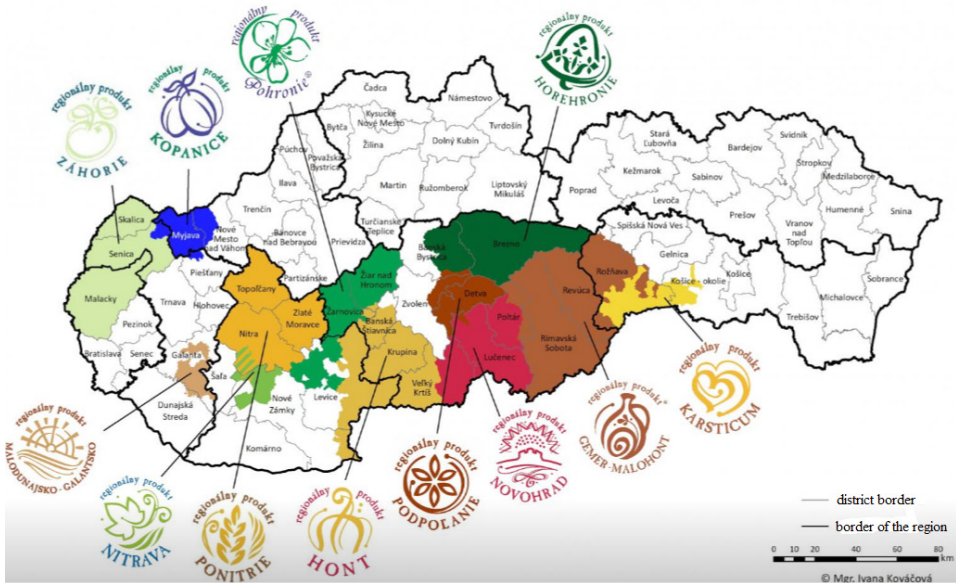 regionálny produkt
ZÁHORIE
regionálny produkt
KOPANICE
regionálny produkt
Pohronie®
regionálny produkt
HOREHRONIE
Čadca
Kysucké
Nové Mesto
Námestovo
Bytča
Tvrdošín
Žilina
Dolný Kubín
Púchov
Považská
Bystrica
Ilava
Martin
Ružomberok
Liptovský
Mikuláš
Trenčín
Turčianske
Teplice
Bánovce
nad Bebravou
Prievidza
Stará
Ľubovňa
Bardejov
Svidník
Stropkov
Medzilaborce
Kežmarok
Sabinov
Poprad
Levoča
Prešov
Humenné
Snina
Vranov
nad
Topľou
Spišská Nová Ves
Gelnica
Košice
Košice -
okolie
Sobrance
Michalovce
Trebišov
Rožňava
Revúca
Rimavská
Sobota
Skalica
Senica
Myjava
Nové
Mesto
nad Váhom
Malacky
Piešťany
Trnava
Hlohovec
Pezinok
Bratislava
Senec
Galanta
Šaľa
Dunajská
Streda
Partizánske
Topoľčany
Zlaté
Moravce
Nitra
Nové
Zámky
Levice
Komárno
Žiar nad
Hronom
Žarnovica
Banská
Štiavnica
Zvolen
Krupina
Veľký
Krtíš
Banská
Bystrica
Brezno
Detva
Poltár
Lučenec
regionálny produkt
MALODUNAJSKO - GALANTSKO
regionálny produkt
NITRAVA
regionálny produkt
PONITRIE
regionálny produkt
HONT
regionálny produkt
PODPOĽANIE
regionálny produkt
NOVOHRAD
regionálny produkt
GEMER-MALOHONT
regionálny produkt
KARSTICUM
district border
border of the region
0 10 20 40 60 80
km
© Mgr. Ivana Kováčová